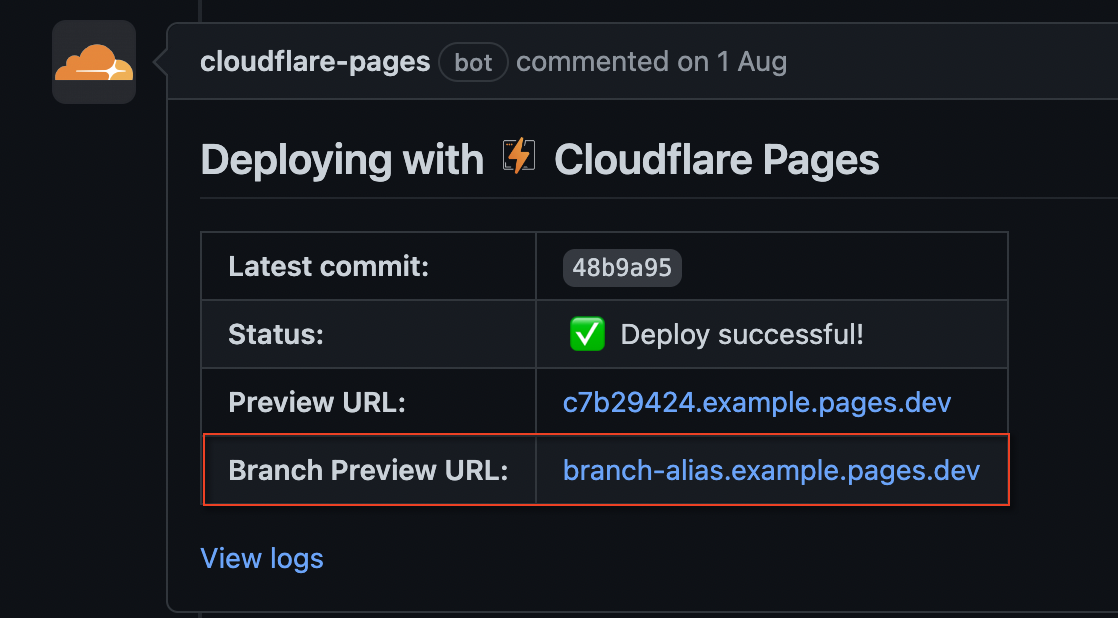 cloudflare-pages bot commented on 1 Aug
Deploying with ⚡ Cloudflare Pages
Latest commit: 48b9a95
Status: ✅ Deploy successful!
Preview URL: c7b29424.example.pages.dev
Branch Preview URL: branch-alias.example.pages.dev
View logs